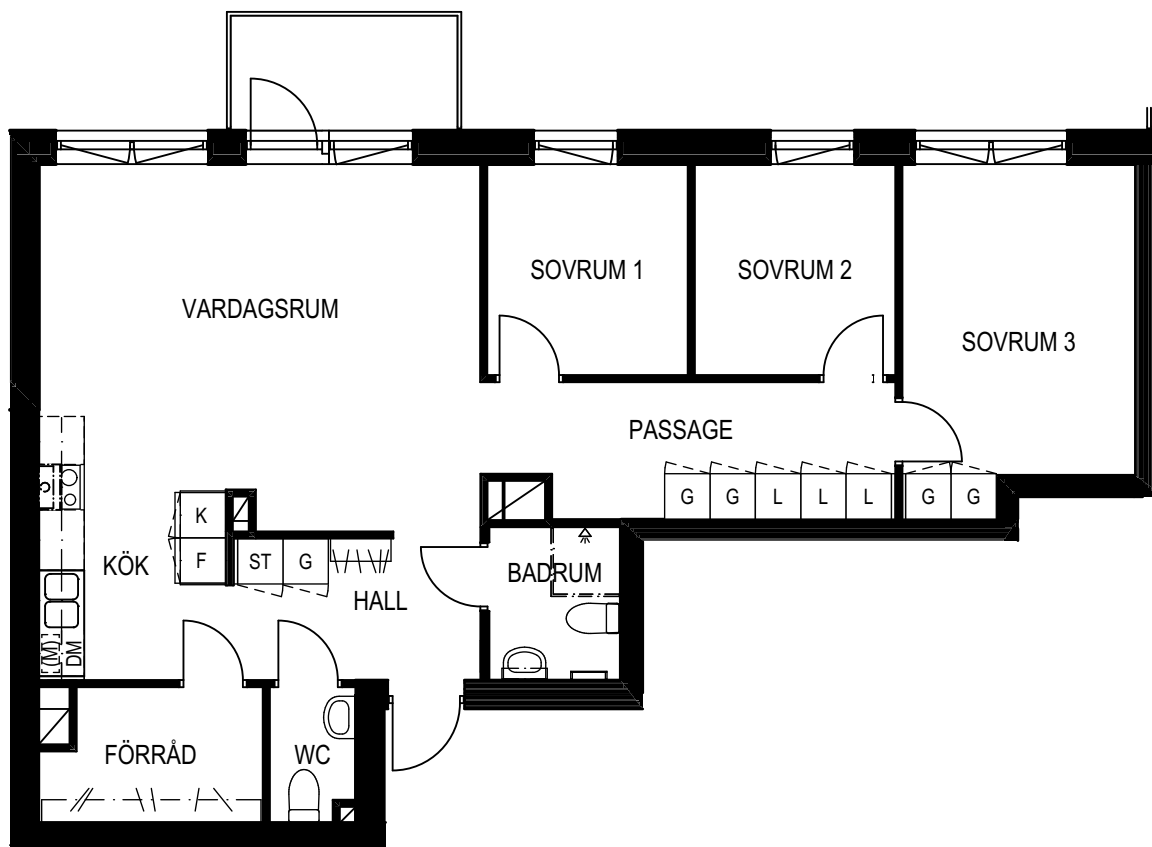 SOVRUM 1
SOVRUM 2
VARDAGSRUM
SOVRUM 3
PASSAGE
G G L L L G G
K
F
ST G
KÖK
HALL
BADRUM
(M)
DM
FÖRRÅD
WC